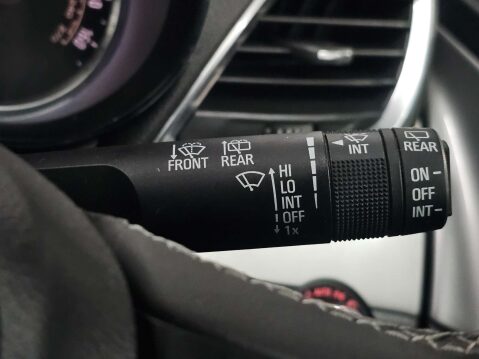 FRONT
REAR
HI
LO
INT
OFF
1x
INT
REAR
ON
OFF
INT